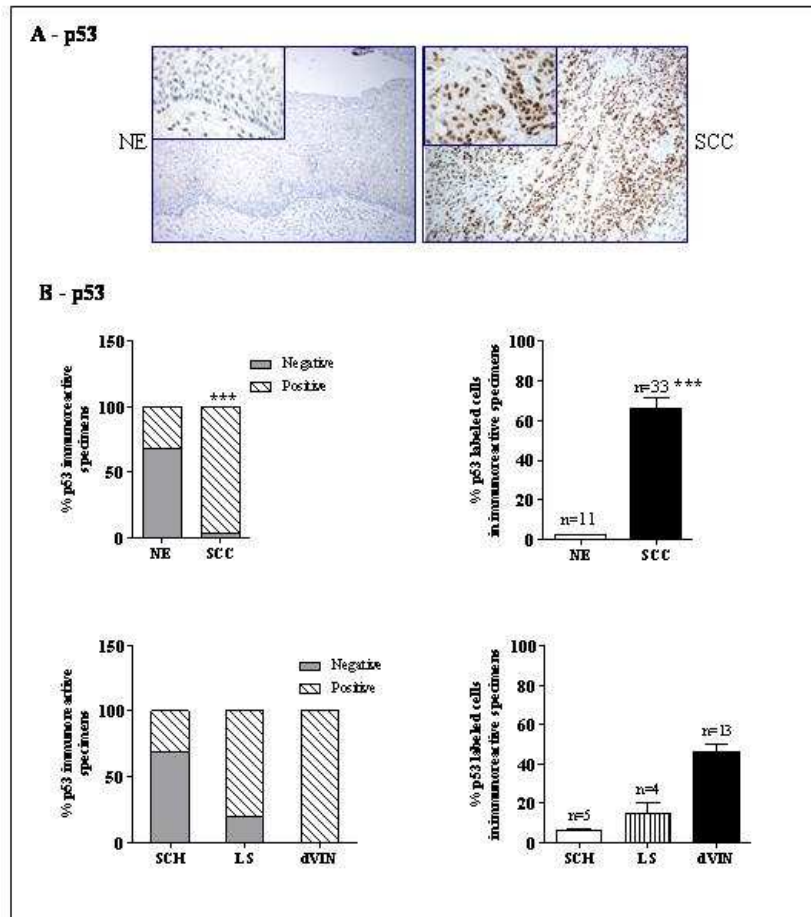 A - p53
NE
SCC
B - p53
150
100
50
0
% p53 immunoreactive
specimens
Negative
Positive
***
NE
SCC
100
80
60
40
20
0
% p53 labeled cells
in immunoreactive specimens
n=11
n=33 ***
NE
SCC
150
100
50
0
% p53 immunoreactive
specimens
Negative
Positive
SCH
LS
dVIN
100
80
60
40
20
0
% p53 labeled cells
in immunoreactive specimens
n=5
n=4
n=13
SCH
LS
dVIN